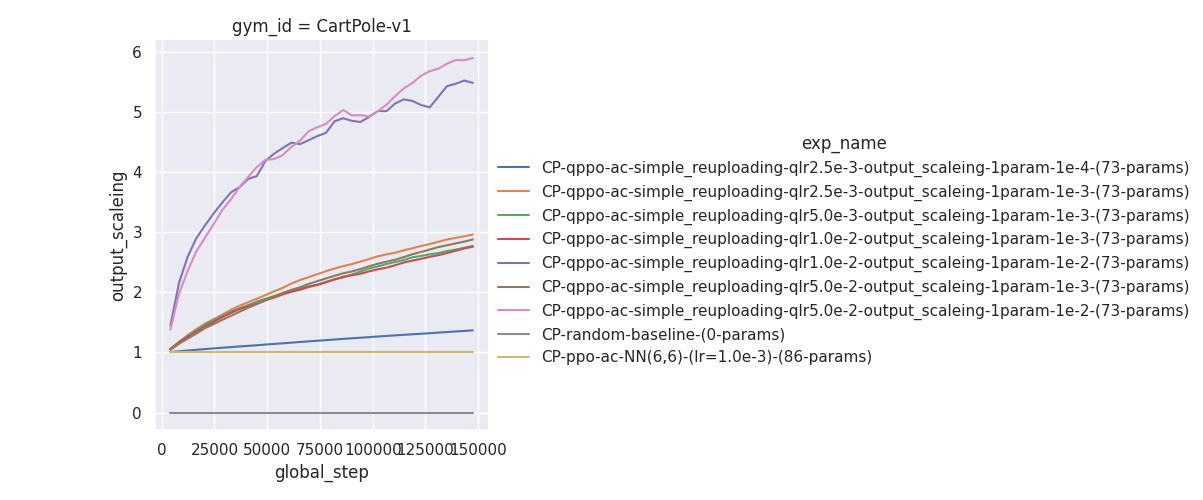 gym_id = CartPole-v1
6
5
4
3
2
1
0
output_scaleing
0
25000
50000
75000
100000
125000
150000
global_step
exp_name
CP-qppo-ac-simple_reuploading-qlr2.5e-3-output_scaleing-1param-1e-4-(73-params)
CP-qppo-ac-simple_reuploading-qlr2.5e-3-output_scaleing-1param-1e-3-(73-params)
CP-qppo-ac-simple_reuploading-qlr5.0e-3-output_scaleing-1param-1e-3-(73-params)
CP-qppo-ac-simple_reuploading-qlr1.0e-2-output_scaleing-1param-1e-3-(73-params)
CP-qppo-ac-simple_reuploading-qlr1.0e-2-output_scaleing-1param-1e-2-(73-params)
CP-qppo-ac-simple_reuploading-qlr5.0e-2-output_scaleing-1param-1e-3-(73-params)
CP-qppo-ac-simple_reuploading-qlr5.0e-2-output_scaleing-1param-1e-2-(73-params)
CP-random-baseline-(0-params)
CP-ppo-ac-NN(6,6)-(lr=1.0e-3)-(86-params)